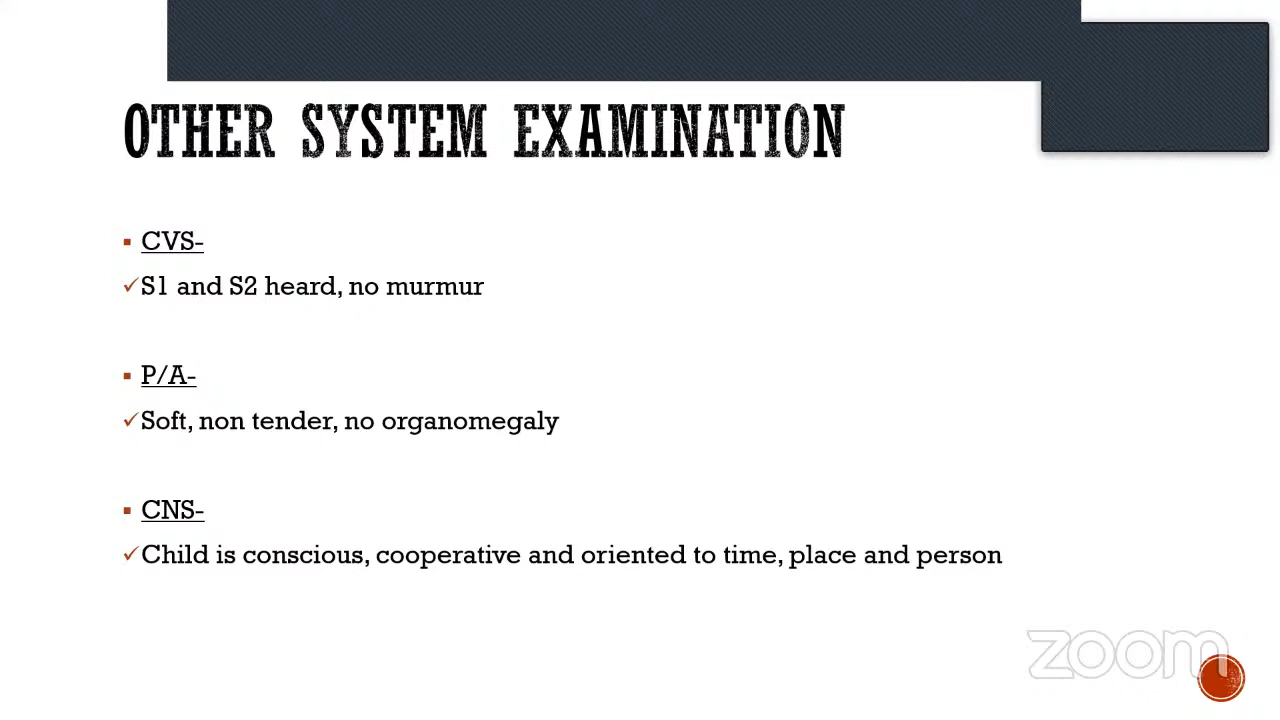 OTHER SYSTEM EXAMINATION
CVS-
S1 and S2 heard, no murmur
P/A-
Soft, non tender, no organomegaly
CNS-
Child is conscious, cooperative and oriented to time, place and person
zoom